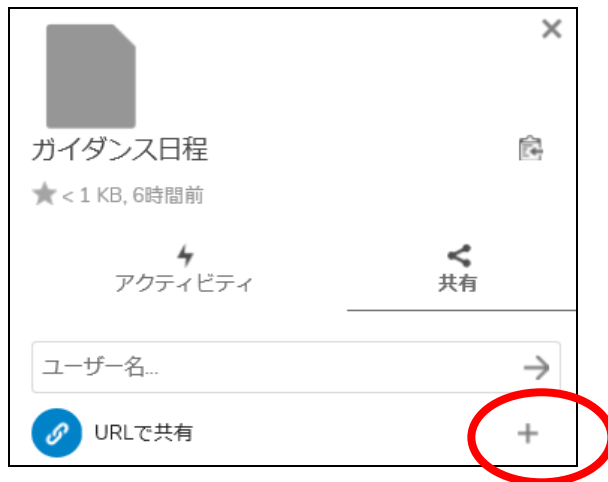 ガイダンス日程
< 1 KB, 6時間前
アクティビティ
共有
ユーザー名...
URLで共有